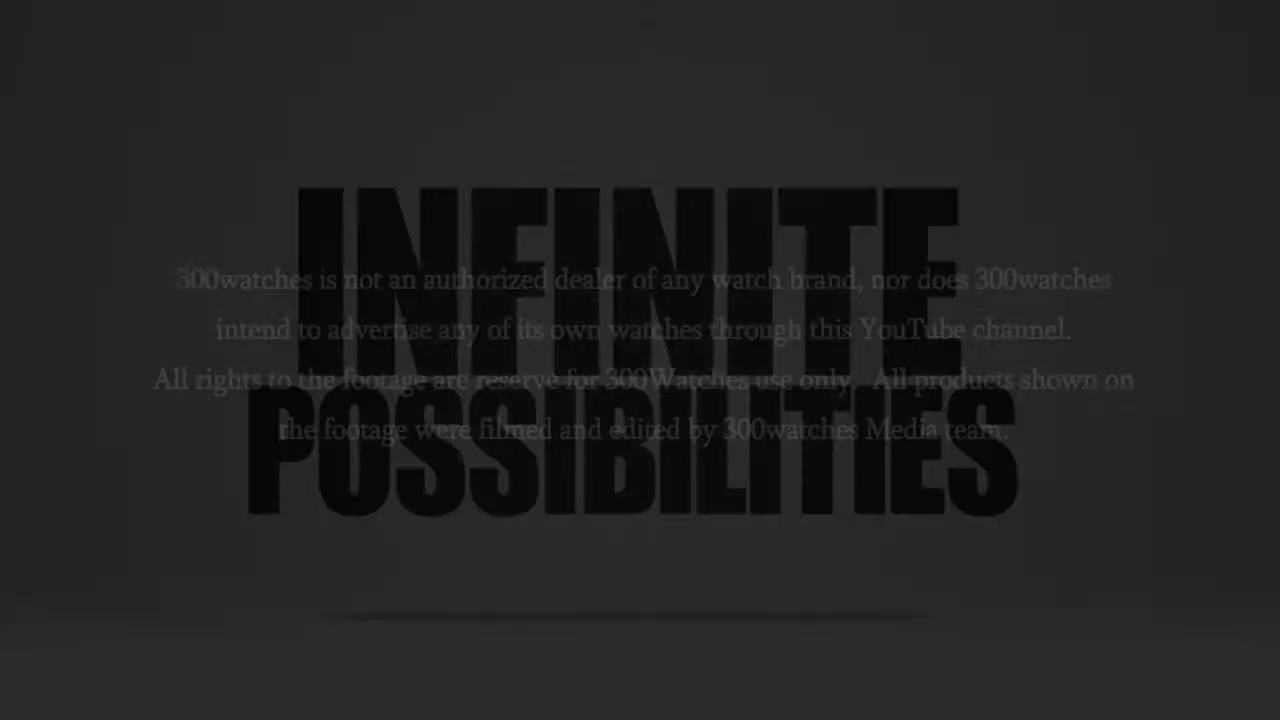 INFINITE
300watches is not an authorized dealer of any watch brand, nor does 300watches
intend to advertise any of its own watches through this YouTube channel.
All rights to the footage are reserve for 300Watches use only. All products shown on
POSSIBILITIES
the footage were filmed and edited by 300watches Media team.